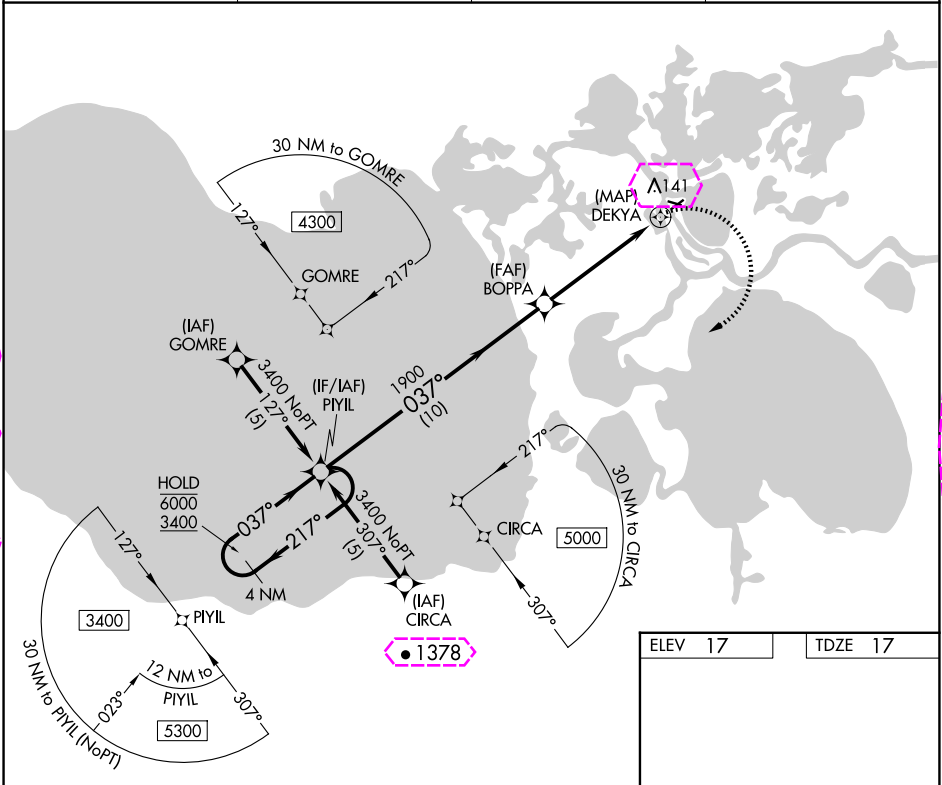 30 NM to GOMRE
4300
127°
217°
GOMRE
(MAP)
DEKYA
141
(FAF)
BOPPA
(IAF)
GOMRE
3400 NoPT
127°
(5)
(IF/IAF)
PIYIL
1900
037°
(10)
HOLD
6000
3400
037°
217°
4 NM
3400 NoPT
307°
(5)
(IAF)
CIRCA
1378
217°
30 NM to CIRCA
CIRCA
5000
307°
127°
3400
PIYIL
12 NM to
PIYIL
023°
307°
5300
30 NM to PIYIL (NoPT)
ELEV 17
TDZE 17